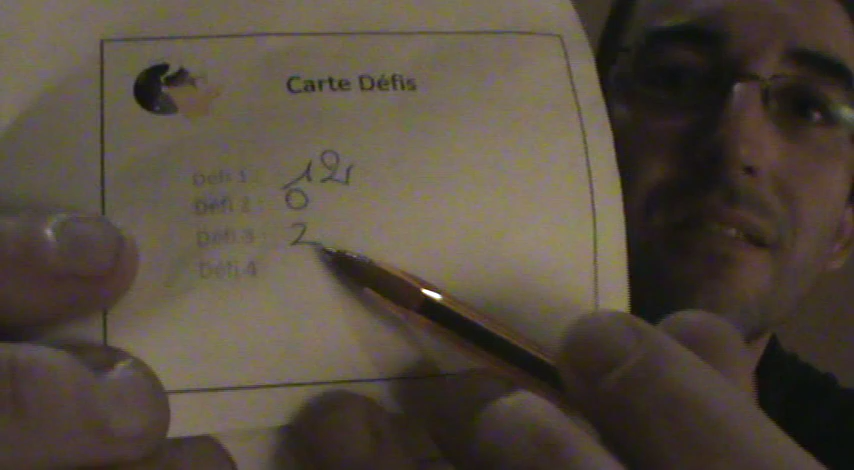 Carte Défis
Défi 1 : 12
Défi 2 : 0
Défi 3 : 2
Défi 4